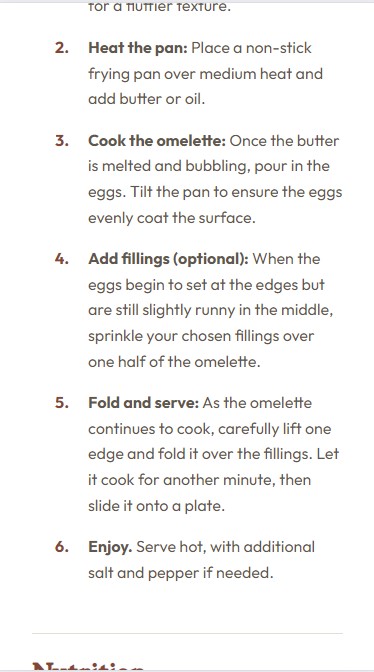 for a fluffier texture.
2. Heat the pan: Place a non-stick
frying pan over medium heat and
add butter or oil.
3. Cook the omelette: Once the butter
is melted and bubbling, pour in the
eggs. Tilt the pan to ensure the eggs
evenly coat the surface.
4. Add fillings (optional): When the
eggs begin to set at the edges but
are still slightly runny in the middle,
sprinkle your chosen fillings over
one half of the omelette.
5. Fold and serve: As the omelette
continues to cook, carefully lift one
edge and fold it over the fillings. Let
it cook for another minute, then
slide it onto a plate.
6. Enjoy. Serve hot, with additional
salt and pepper if needed.
Nutrition